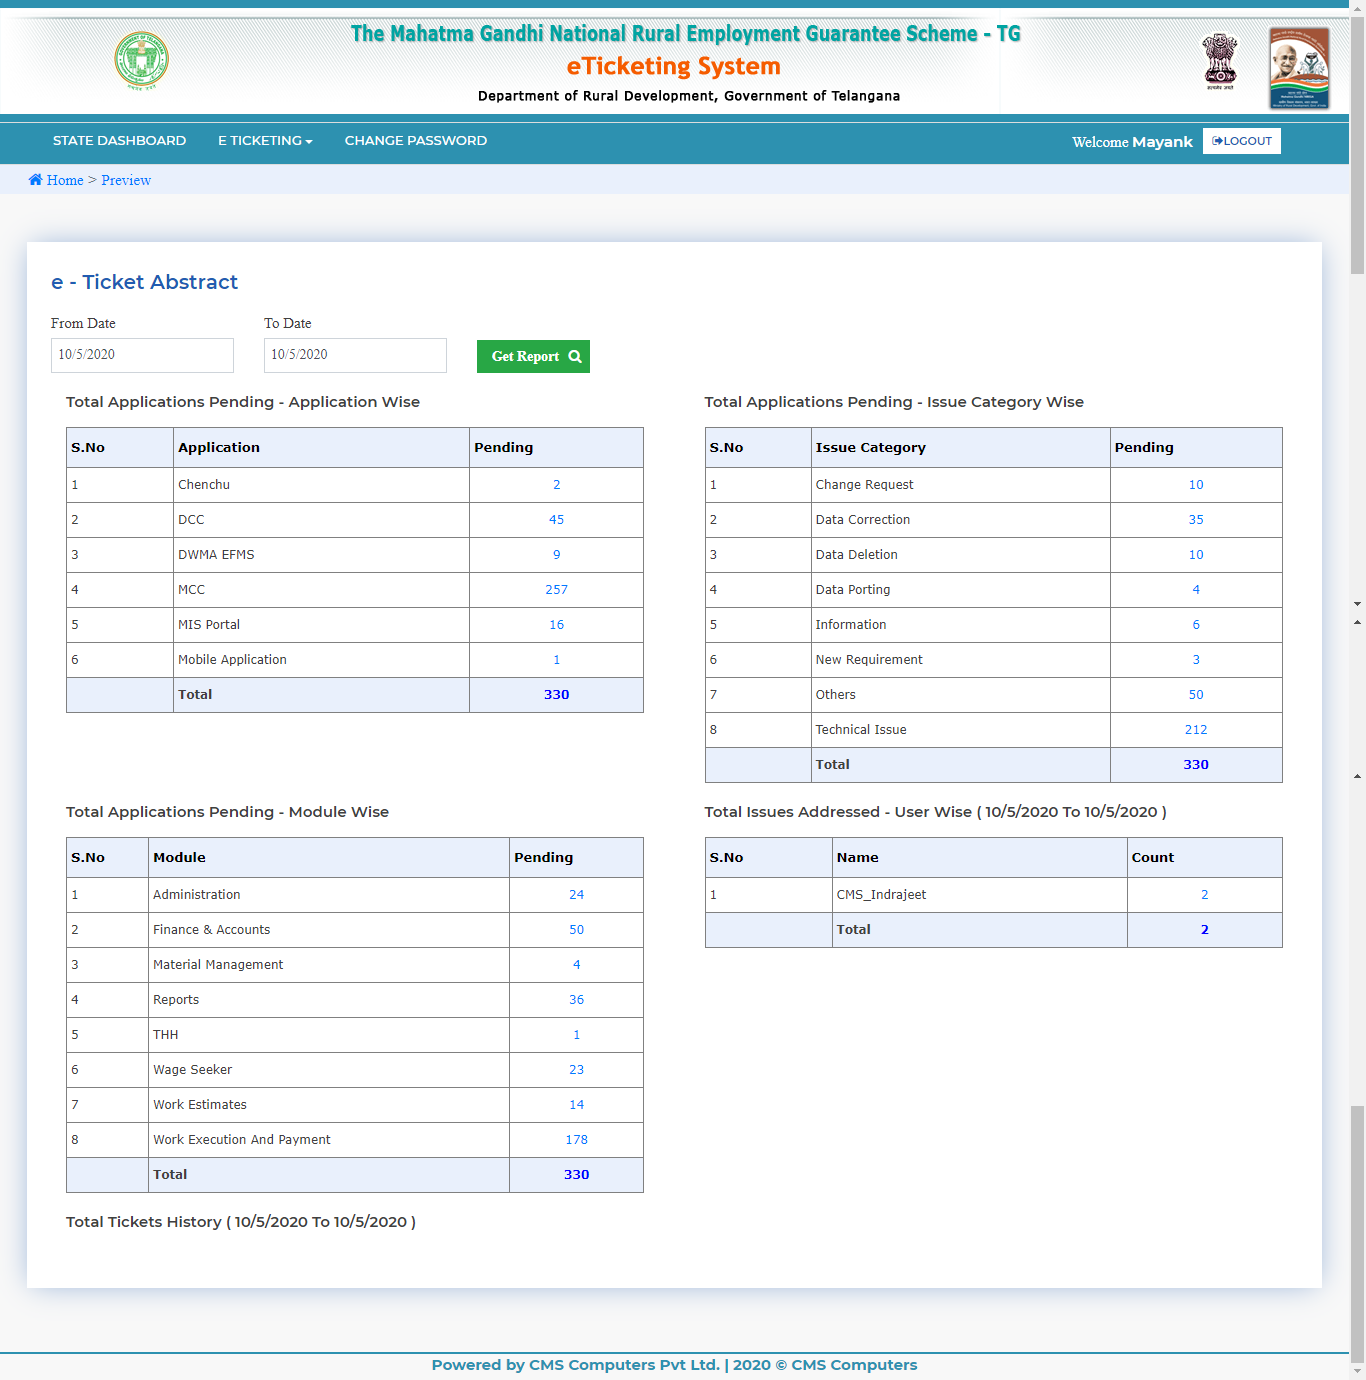 The Mahatma Gandhi National Rural Employment Guarantee Scheme - TG
eTicketing System
Department of Rural Development, Government of Telangana
STATE DASHBOARD E TICKETING CHANGE PASSWORD Welcome Mayank LOGOUT
Home > Preview
e - Ticket Abstract
From Date To Date
10/5/2020 10/5/2020 Get Report
Total Applications Pending - Application Wise
S.No Application Pending
1 Chenchu 2
2 DCC 45
3 DWMA EFMS 9
4 MCC 257
5 MIS Portal 16
6 Mobile Application 1
Total 330
Total Applications Pending - Issue Category Wise
S.No Issue Category Pending
1 Change Request 10
2 Data Correction 35
3 Data Deletion 10
4 Data Porting 4
5 Information 6
6 New Requirement 3
7 Others 50
8 Technical Issue 212
Total 330
Total Applications Pending - Module Wise
S.No Module Pending
1 Administration 24
2 Finance & Accounts 50
3 Material Management 4
4 Reports 36
5 THH 1
6 Wage Seeker 23
7 Work Estimates 14
8 Work Execution And Payment 178
Total 330
Total Issues Addressed - User Wise ( 10/5/2020 To 10/5/2020 )
S.No Name Count
1 CMS_Indrajeet 2
Total 2
Total Tickets History ( 10/5/2020 To 10/5/2020 )
Powered by CMS Computers Pvt Ltd. | 2020 © CMS Computers